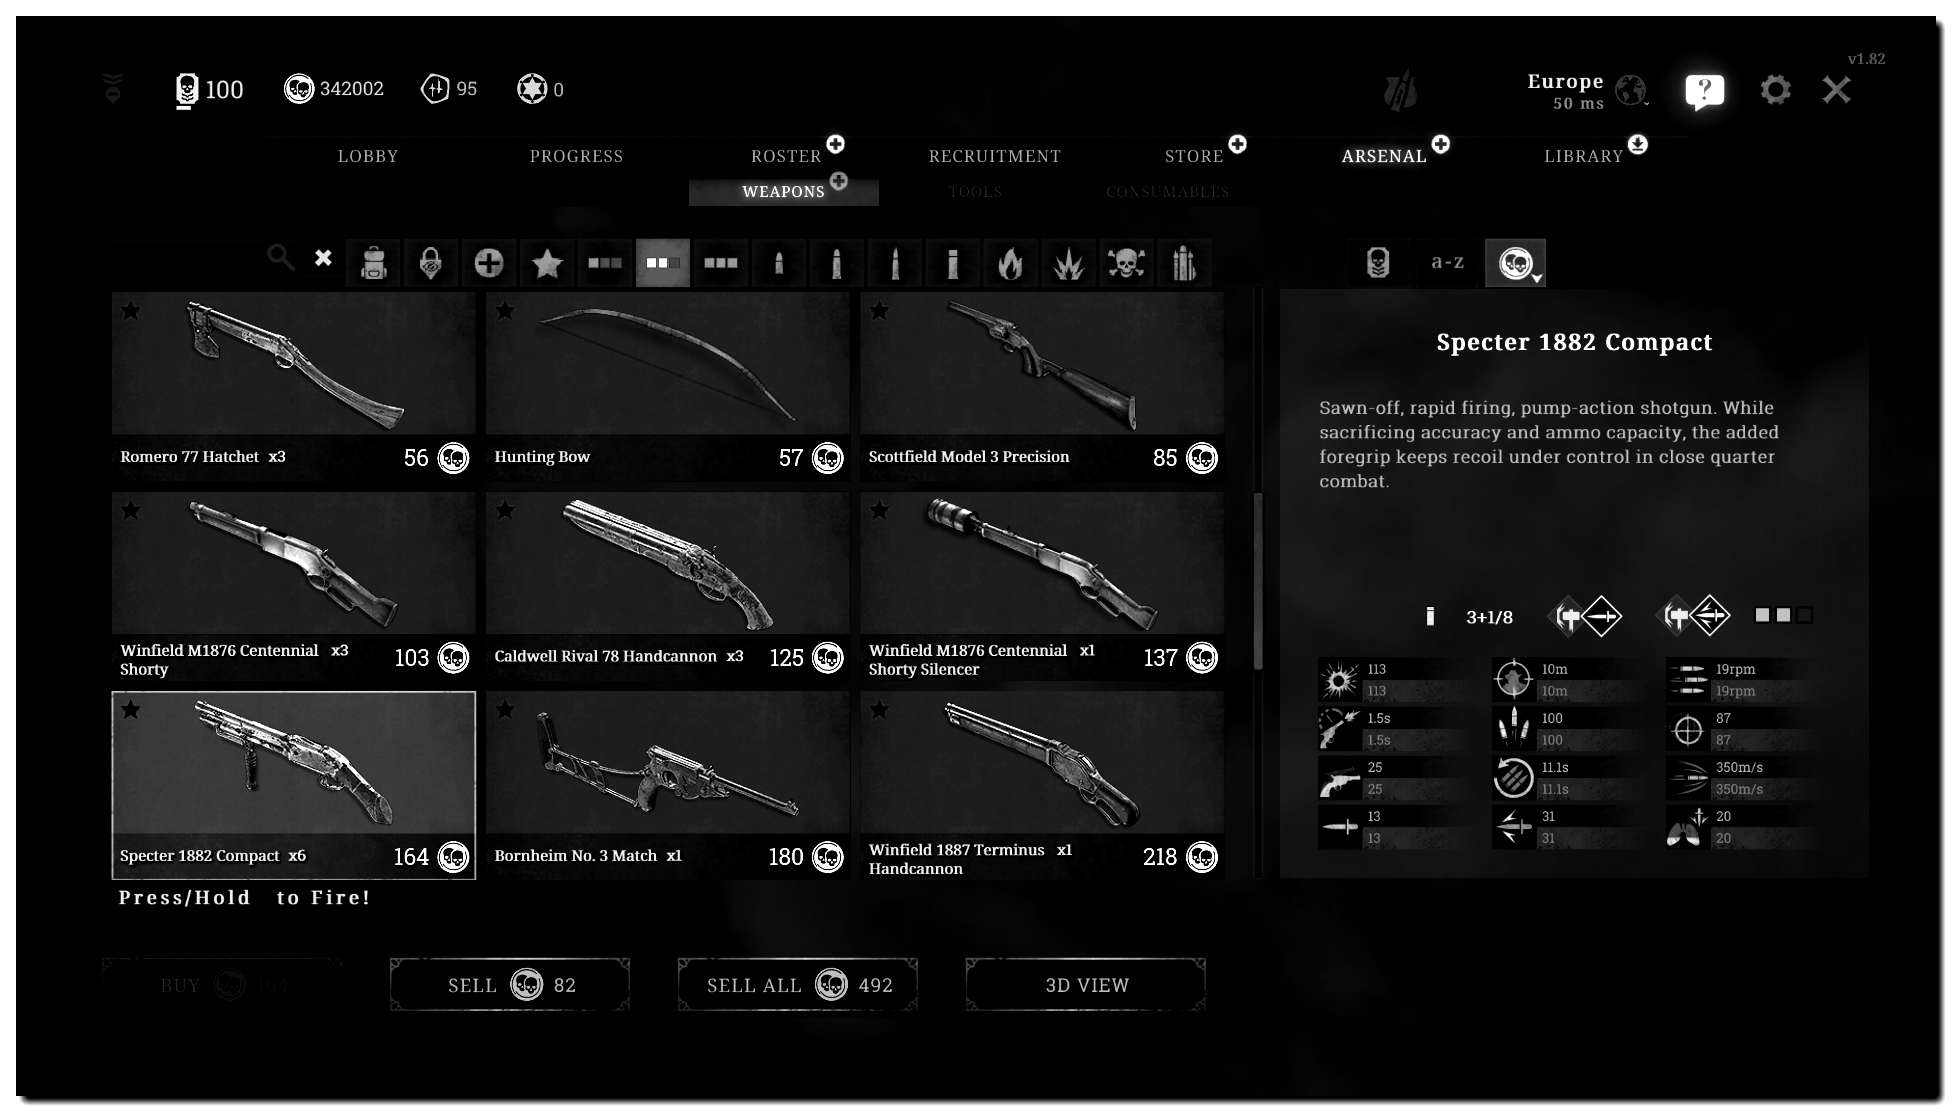 v1.82
100
342002
95
0
Europe
50 ms
?
LOBBY
PROGRESS
ROSTER
RECRUITMENT
STORE
ARSENAL
LIBRARY
WEAPONS
TOOLS
CONSUMABLES
a-z
Romero 77 Hatchet x3
56
Hunting Bow
57
Scottfield Model 3 Precision
85
Winfield M1876 Centennial x3
Shorty
103
Caldwell Rival 78 Handcannon x3
125
Winfield M1876 Centennial x1
Shorty Silencer
137
Specter 1882 Compact x6
164
Bornheim No. 3 Match x1
180
Winfield 1887 Terminus x1
Handcannon
218
Press/Hold to Fire!
BUY 164
SELL 82
SELL ALL 492
3D VIEW
Specter 1882 Compact
Sawn-off, rapid firing, pump-action shotgun. While
sacrificing accuracy and ammo capacity, the added
foregrip keeps recoil under control in close quarter
combat.
3+1/8
113
113
10m
10m
19rpm
19rpm
1.5s
1.5s
100
100
87
87
25
25
11.1s
11.1s
350m/s
350m/s
13
13
31
31
20
20